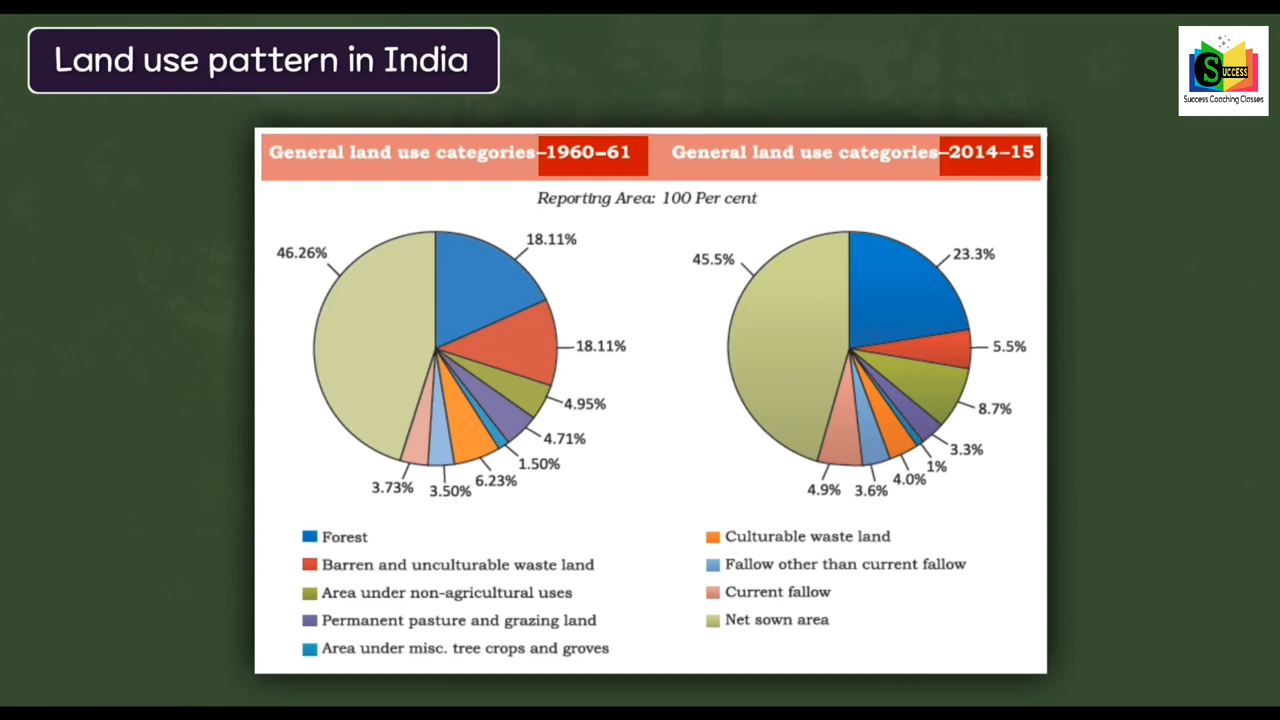 Land use pattern in India
SUCCESS
Success Coaching Classes
General land use categories–1960–61
General land use categories–2014–15
Reporting Area: 100 Per cent
46.26%
18.11%
18.11%
4.95%
4.71%
1.50%
6.23%
3.50%
3.73%
45.5%
23.3%
5.5%
8.7%
3.3%
1%
4.0%
3.6%
4.9%
Forest
Barren and unculturable waste land
Area under non-agricultural uses
Permanent pasture and grazing land
Area under misc. tree crops and groves
Culturable waste land
Fallow other than current fallow
Current fallow
Net sown area